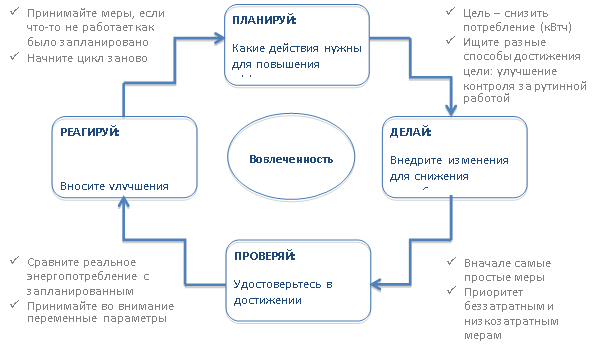 Принимайте меры, если
что-то не работает как
было запланировано
Начните цикл заново
ПЛАНИРУЙ:
Какие действия нужны
для повышения
Цель – снизить
потребление (кВтч)
Ищите разные
способы достижения
цели: улучшение
контроля за рутинной
работой
РЕАГИРУЙ:
Вносите улучшения
Вовлеченность
ДЕЛАЙ:
Внедрите изменения
для снижения
ПРОВЕРЯЙ:
Удостоверьтесь в
достижении
Сравните реальное
энергопотребление с
запланированным
Принимайте во внимание
переменные параметры
Вначале самые
простые меры
Приоритет
беззатратным и
низкозатратным
мерам